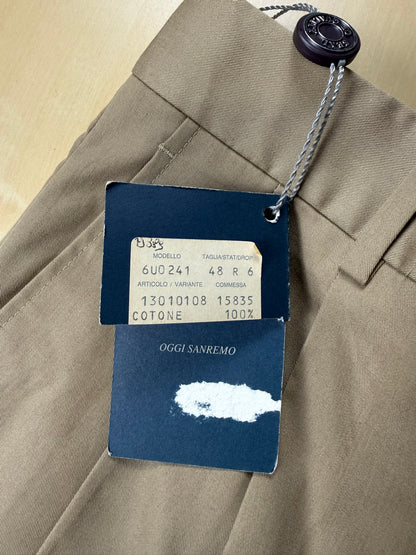 MODELLO TAGLIA/STAT/DROP
6U0241 48 R 6
ARTICOLO / VARIANTE COMMESSA
13010108 15835
COTONE 100%
OGGI SANREMO